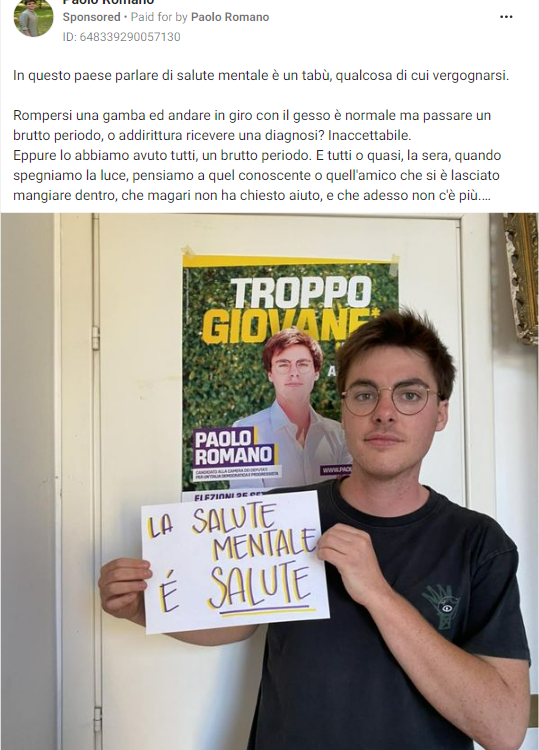 Paolo Romano
Sponsored • Paid for by Paolo Romano
ID: 648339290057130
In questo paese parlare di salute mentale è un tabù, qualcosa di cui vergognarsi.
Rompersi una gamba ed andare in giro con il gesso è normale ma passare un
brutto periodo, o addirittura ricevere una diagnosi? Inaccettabile.
Eppure lo abbiamo avuto tutti, un brutto periodo. E tutti o quasi, la sera, quando
spegniamo la luce, pensiamo a quel conoscente o quell'amico che si è lasciato
mangiare dentro, che magari non ha chiesto aiuto, e che adesso non c'è più....
TROPPO
GIOVANE*
A
PAOLO
ROMANO
CANDIDATO ALLA CAMERA DEI DEPUTATI
PER UN'ITALIA DEMOCRATICA E PROGRESSISTA
WWW.PAO
ELEZIONI 25 SE
LA SALUTE
MENTALE
É SALUTE